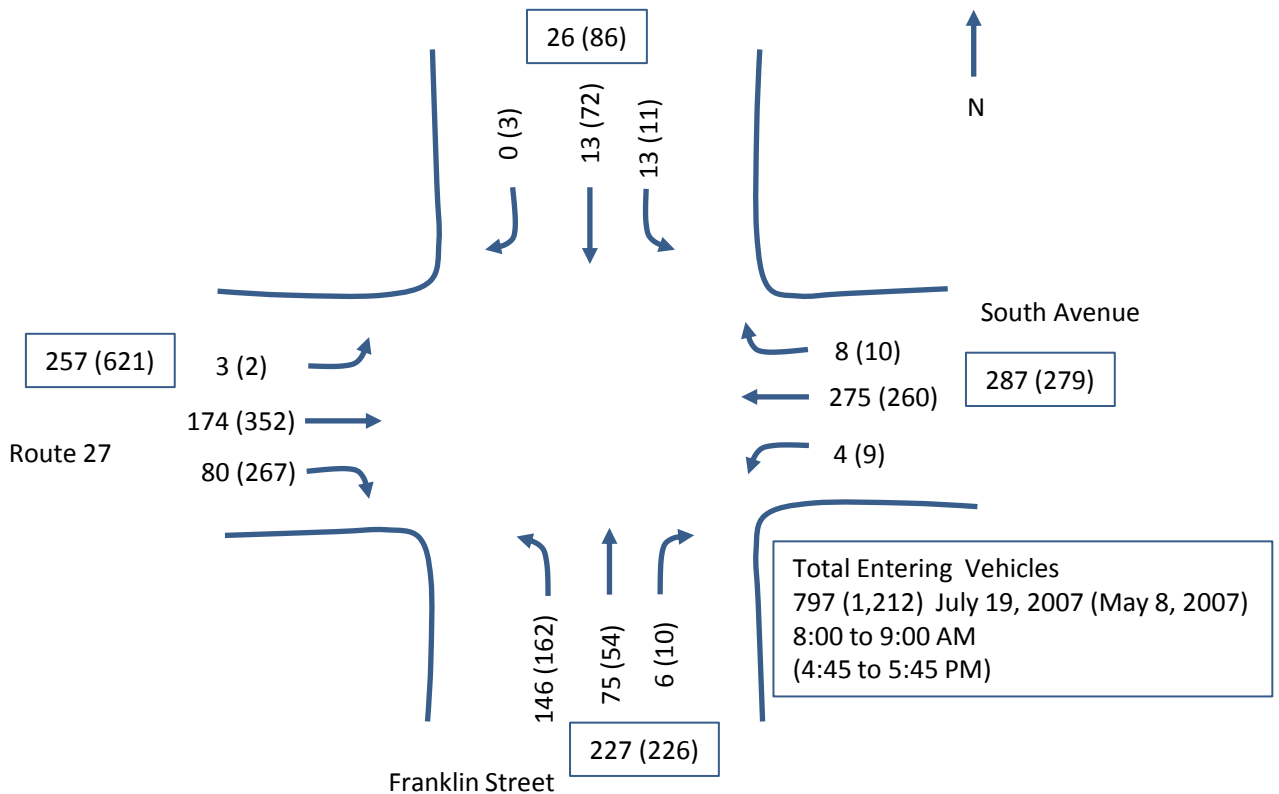 26 (86)
0 (3)
13 (72)
13 (11)
N
South Avenue
257 (621)
3 (2)
8 (10)
287 (279)
275 (260)
174 (352)
Route 27
4 (9)
80 (267)
Total Entering Vehicles
797 (1,212) July 19, 2007 (May 8, 2007)
8:00 to 9:00 AM
(4:45 to 5:45 PM)
146 (162)
75 (54)
6 (10)
227 (226)
Franklin Street